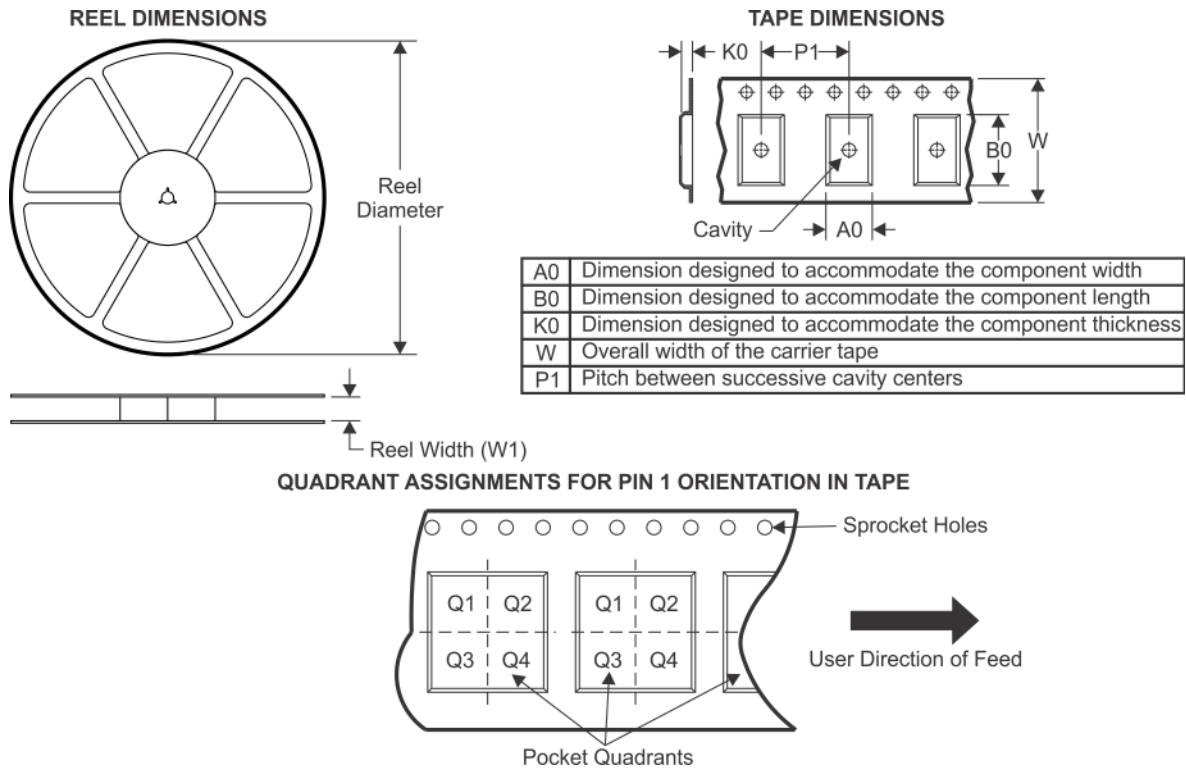 REEL DIMENSIONS
Reel
Diameter
Reel Width (W1)
TAPE DIMENSIONS
K0
P1
B0
W
Cavity
A0
A0 Dimension designed to accommodate the component width
B0 Dimension designed to accommodate the component length
K0 Dimension designed to accommodate the component thickness
W Overall width of the carrier tape
P1 Pitch between successive cavity centers
QUADRANT ASSIGNMENTS FOR PIN 1 ORIENTATION IN TAPE
Sprocket Holes
Q1 Q2 Q1 Q2
Q3 Q4 Q3 Q4
User Direction of Feed
Pocket Quadrants